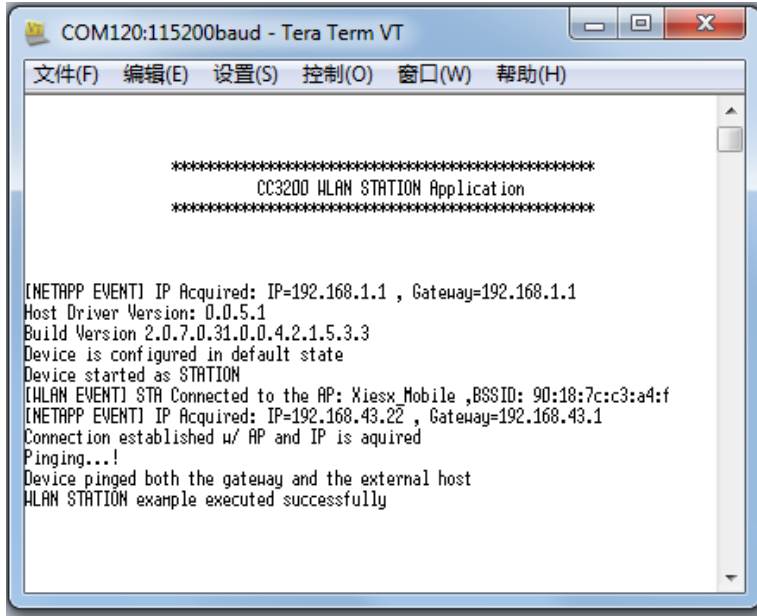 COM120:115200baud - Tera Term VT
文件(F) 编辑(E) 设置(S) 控制(O) 窗口(W) 帮助(H)
***********************************************
CC3200 WLAN STATION Application
***********************************************
[NETAPP EVENT] IP Acquired: IP=192.168.1.1 , Gateway=192.168.1.1
Host Driver Version: 0.0.5.1
Build Version 2.0.7.0.31.0.0.4.2.1.5.3.3
Device is configured in default state
Device started as STATION
[WLAN EVENT] STA Connected to the AP: Xiesx_Mobile ,BSSID: 90:18:7c:c3:a4:f
[NETAPP EVENT] IP Acquired: IP=192.168.43.22 , Gateway=192.168.43.1
Connection established w/ AP and IP is aquired
Pinging...!
Device pinged both the gateway and the external host
WLAN STATION example executed successfully